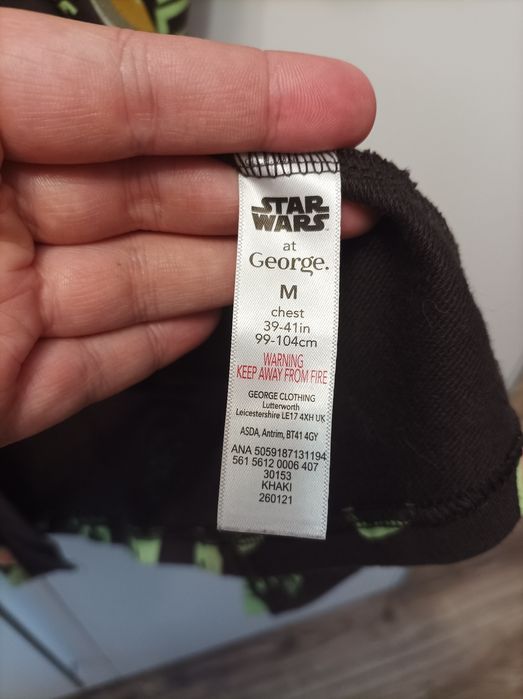 STAR
WARS
at
George.
M
chest
39-41in
99-104cm
WARNING
KEEP AWAY FROM FIRE
GEORGE CLOTHING
Lutterworth
Leicestershire LE17 4XH UK
ASDA, Antrim, BT41 4GY
ANA 5059187131194
561 5612 0006 407
30153
KHAKI
260121